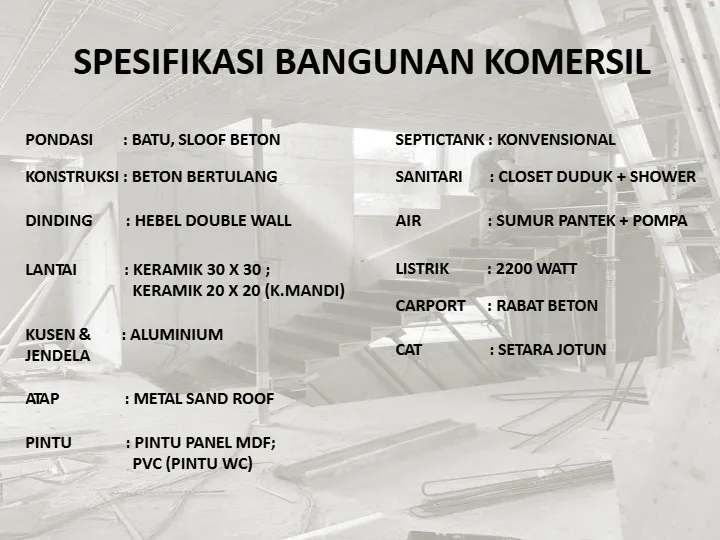 SPESIFIKASI BANGUNAN KOMERSIL
PONDASI : BATU, SLOOF BETON
KONSTRUKSI : BETON BERTULANG
DINDING : HEBEL DOUBLE WALL
LANTAI : KERAMIK 30 X 30 ;
KERAMIK 20 X 20 (K.MANDI)
KUSEN & : ALUMINIUM
JENDELA
ATAP : METAL SAND ROOF
PINTU : PINTU PANEL MDF;
PVC (PINTU WC)
SEPTICTANK : KONVENSIONAL
SANITARI : CLOSET DUDUK + SHOWER
AIR : SUMUR PANTEK + POMPA
LISTRIK : 2200 WATT
CARPORT : RABAT BETON
CAT : SETARA JOTUN